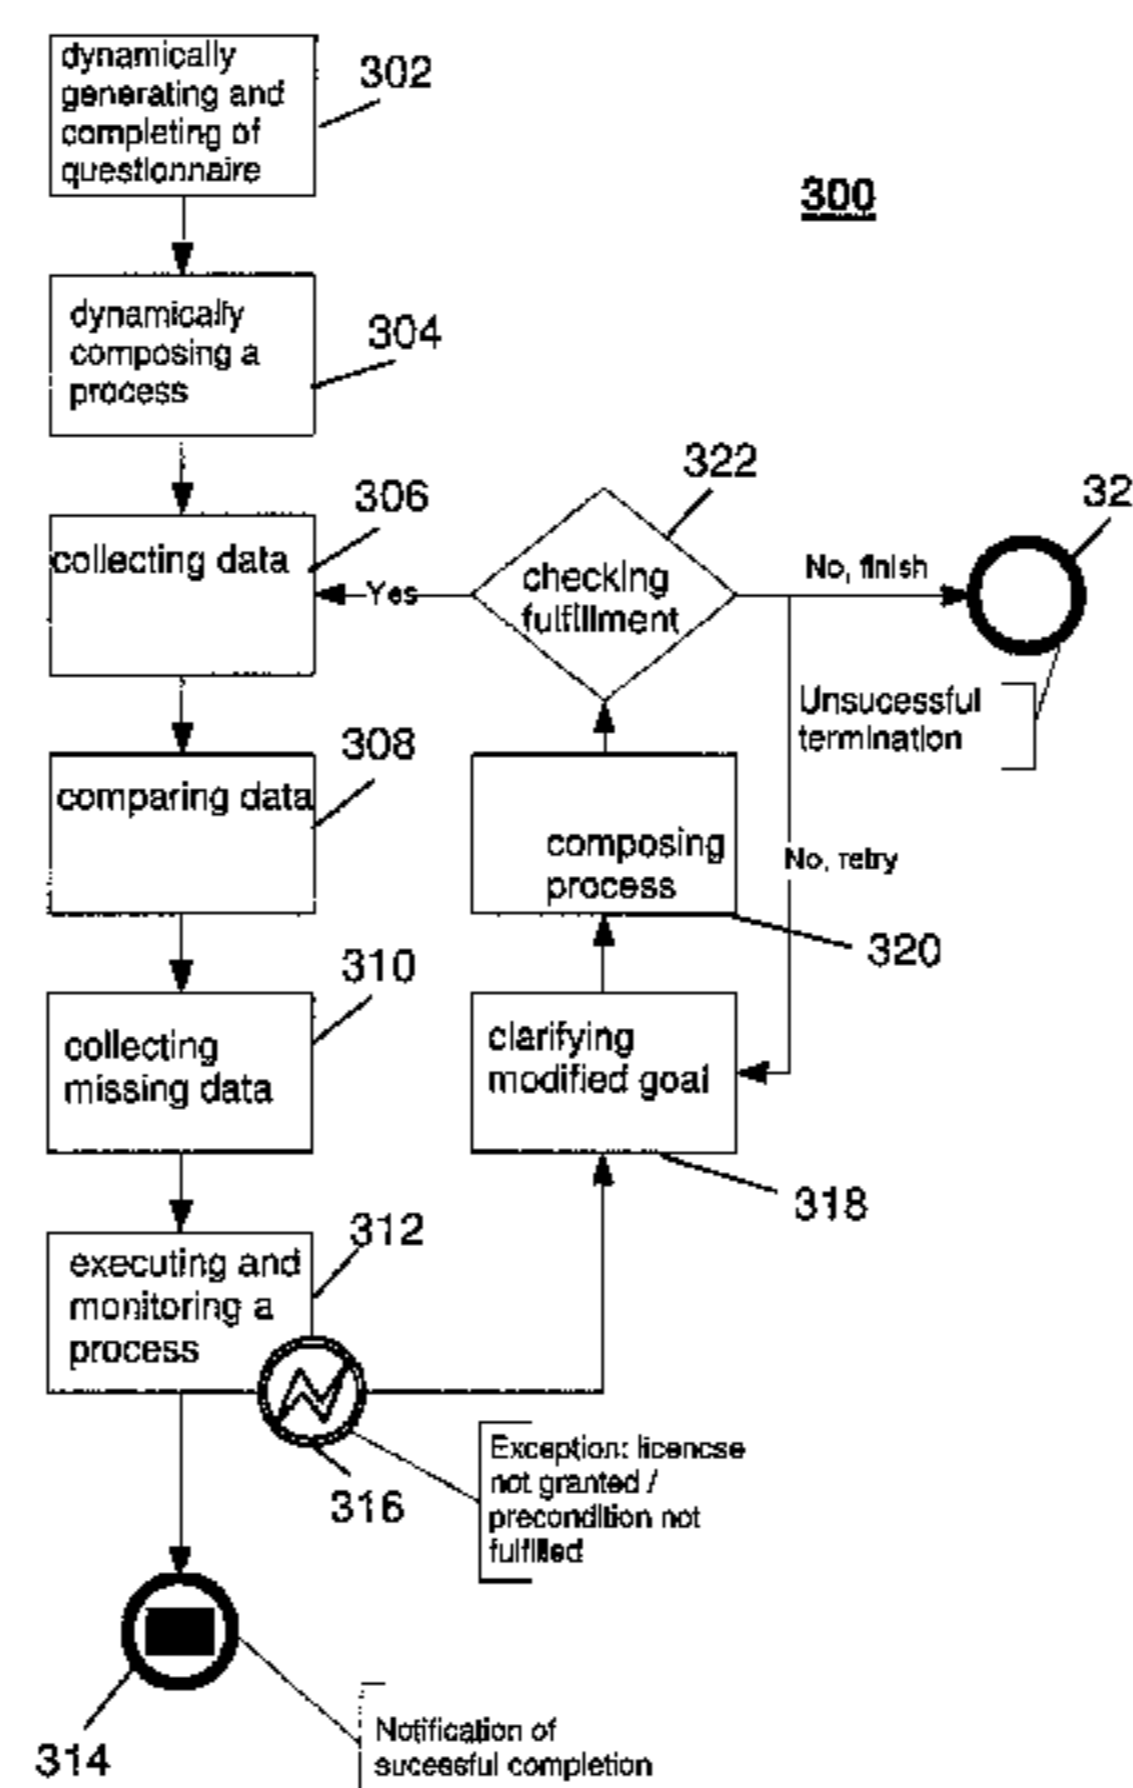 dynamically
generating and
completing of
questionnaire
302
300
dynamically
composing a
process
304
306
collecting data
Yes
322
checking
fulfillment
No, finish
32
Unsucessful
termination
308
comparing data
composing
process
No, retry
320
310
collecting
missing data
clarifying
modified goal
318
312
executing and
monitoring a
process
316
Exception: licencse
not granted /
precondition not
fulfilled
314
Notification of
sucessful completion